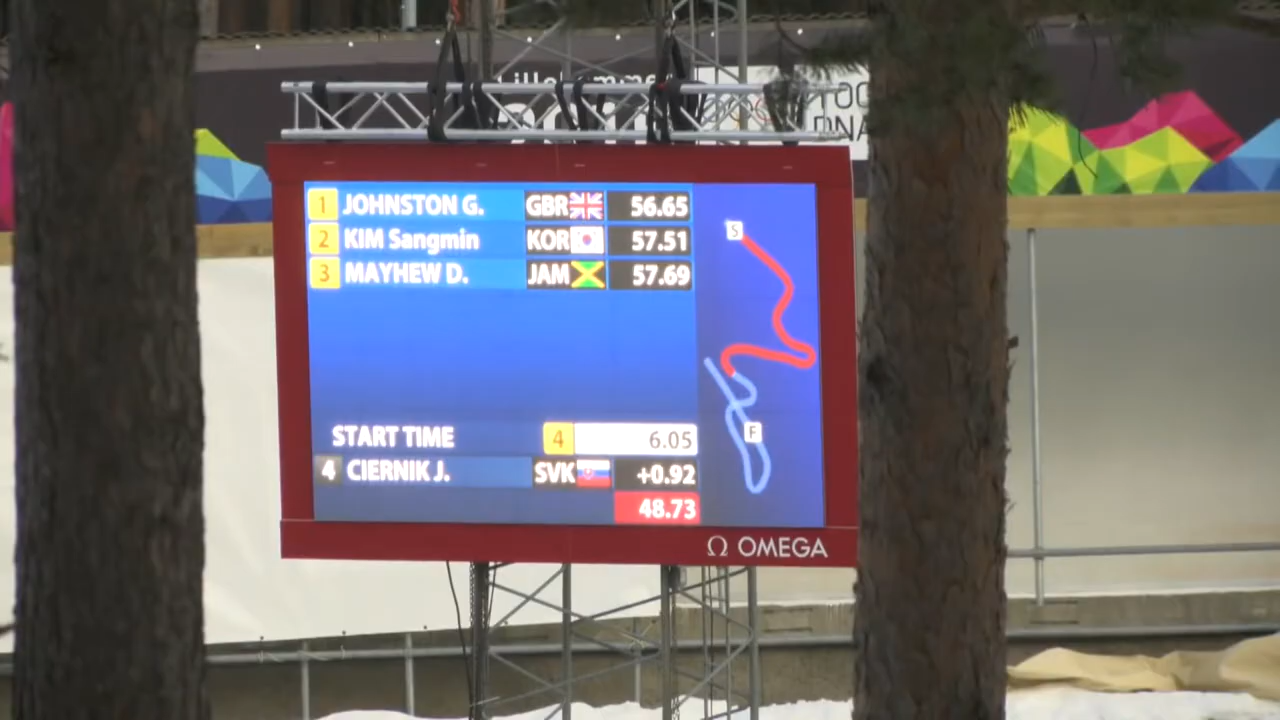 Lillehammer
1 JOHNSTON G. GBR 56.65
2 KIM Sangmin KOR 57.51
3 MAYHEW D. JAM 57.69
S
F
START TIME 4 6.05
4 CIERNIK J. SVK +0.92
48.73
Ω OMEGA